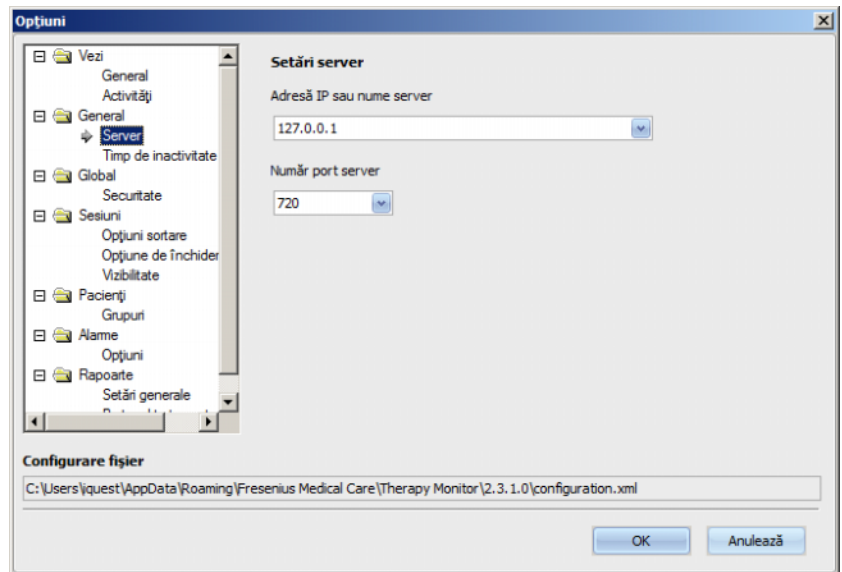 Opțiuni
Vezi
General
Activități
General
Server
Timp de inactivitate
Global
Securitate
Sesiuni
Opțiuni sortare
Opțiune de închider
Vizibilitate
Pacienți
Grupuri
Alarme
Opțiuni
Rapoarte
Setări generale
Setări server
Adresă IP sau nume server
127.0.0.1
Număr port server
720
Configurare fișier
C:\Users\iquest\AppData\Roaming\Fresenius Medical Care\Therapy Monitor\2.3.1.0\configuration.xml
OK
Anulează